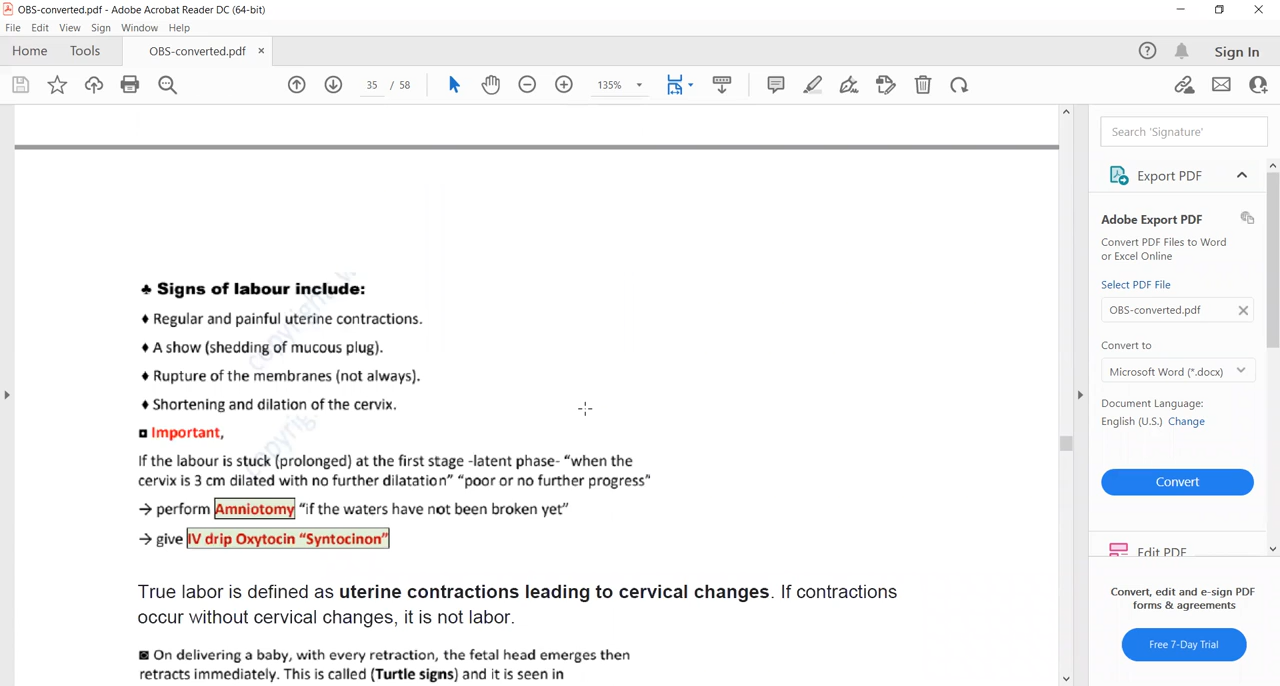 OBS-converted.pdf - Adobe Acrobat Reader DC (64-bit)
File Edit View Sign Window Help
Home Tools OBS-converted.pdf × Sign In
35 / 58 135%
♣ Signs of labour include:
♦ Regular and painful uterine contractions.
♦ A show (shedding of mucous plug).
♦ Rupture of the membranes (not always).
♦ Shortening and dilation of the cervix.
◘ Important,
If the labour is stuck (prolonged) at the first stage -latent phase- “when the
cervix is 3 cm dilated with no further dilatation” “poor or no further progress”
→ perform Amniotomy “if the waters have not been broken yet”
→ give IV drip Oxytocin “Syntocinon”
True labor is defined as uterine contractions leading to cervical changes. If contractions
occur without cervical changes, it is not labor.
◙ On delivering a baby, with every retraction, the fetal head emerges then
retracts immediately. This is called (Turtle signs) and it is seen in
copyright
Search 'Signature'
Export PDF
Adobe Export PDF
Convert PDF Files to Word
or Excel Online
Select PDF File
OBS-converted.pdf
Convert to
Microsoft Word (*.docx)
Document Language:
English (U.S.) Change
Convert
Edit PDF
Convert, edit and e-sign PDF
forms & agreements
Free 7-Day Trial